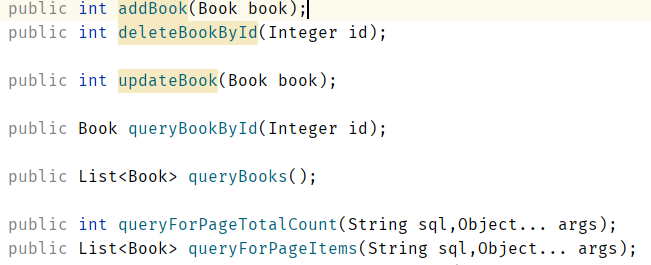 public int addBook(Book book);
public int deleteBookById(Integer id);
public int updateBook(Book book);
public Book queryBookById(Integer id);
public List<Book> queryBooks();
public int queryForPageTotalCount(String sql,Object... args);
public List<Book> queryForPageItems(String sql,Object... args);